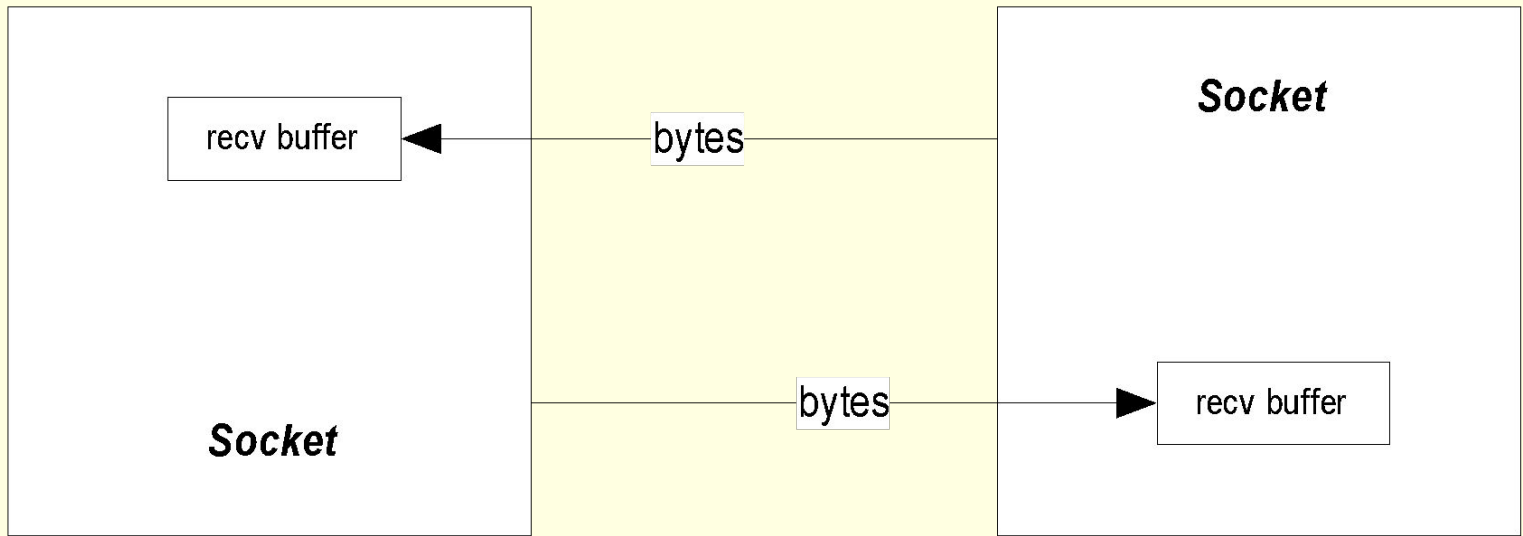 Socket
recv buffer
bytes
bytes
recv buffer
Socket